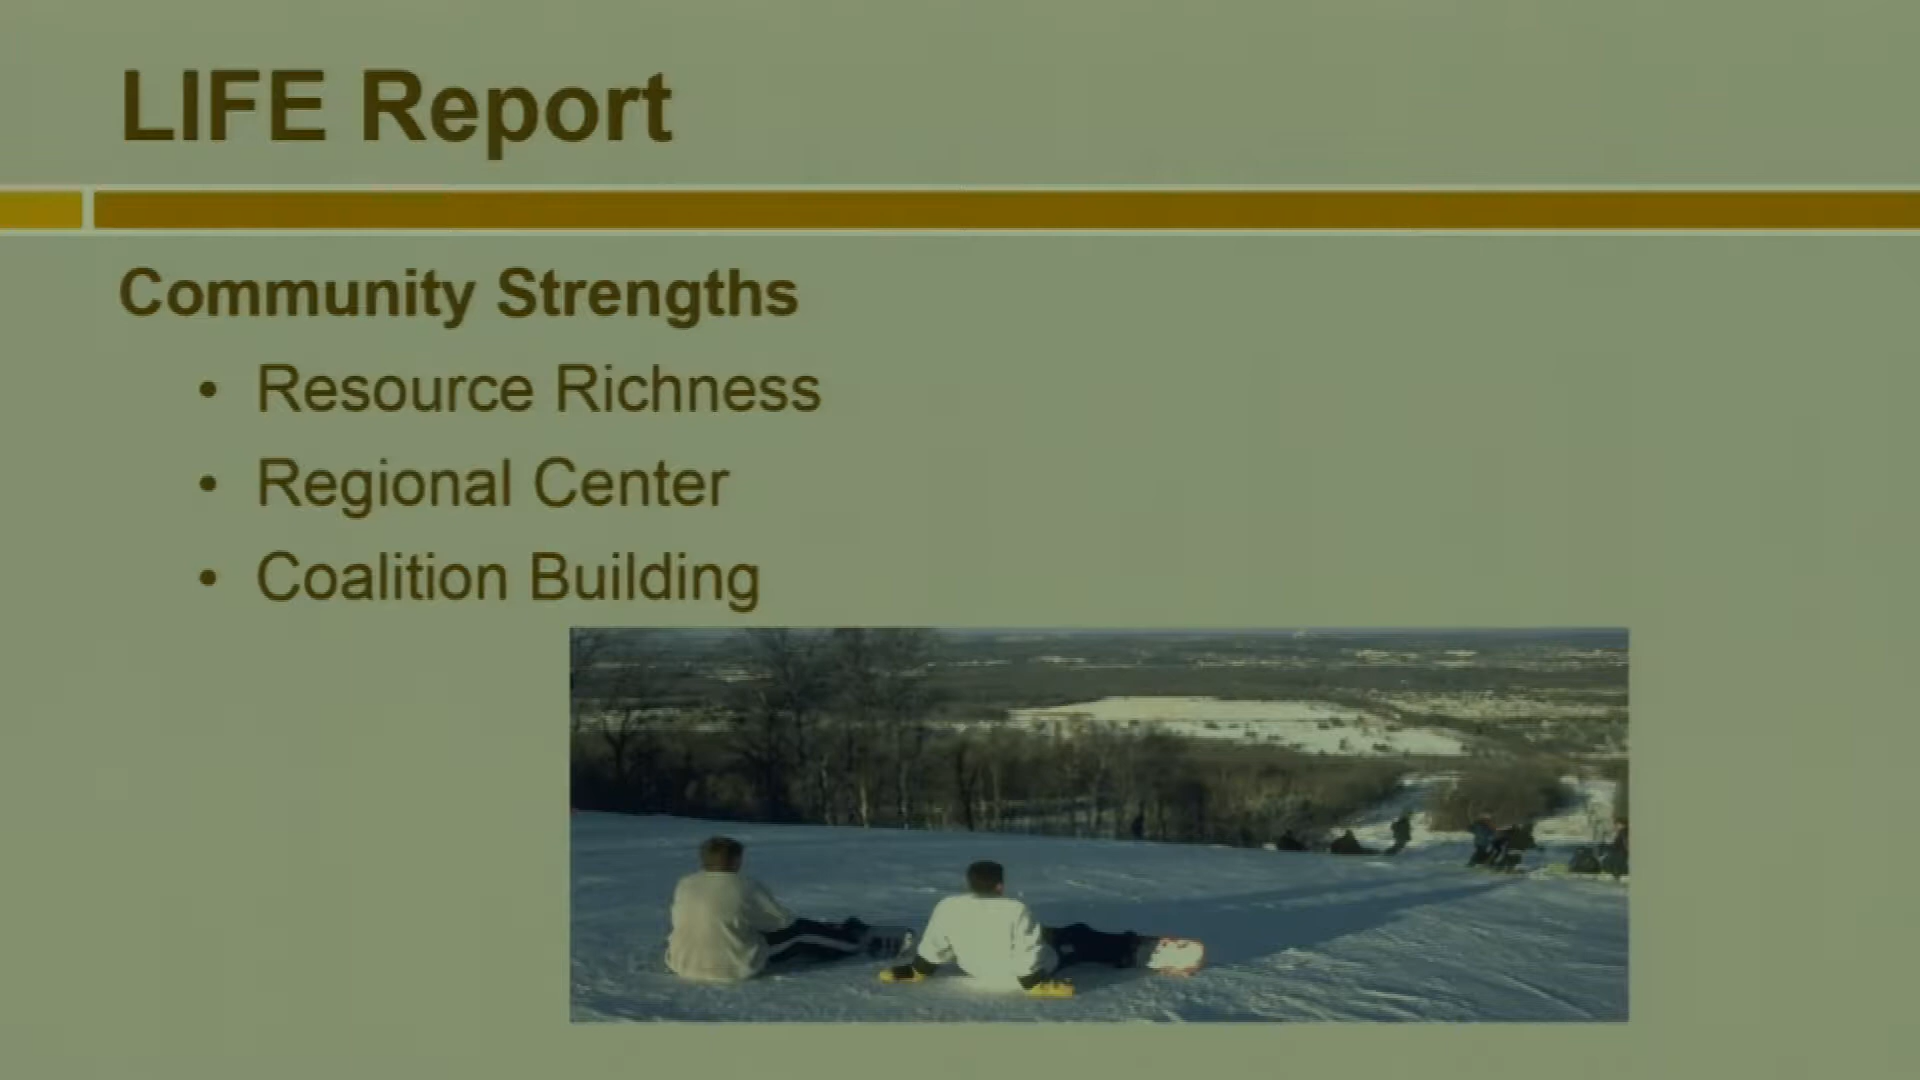 LIFE Report
Community Strengths
• Resource Richness
• Regional Center
• Coalition Building